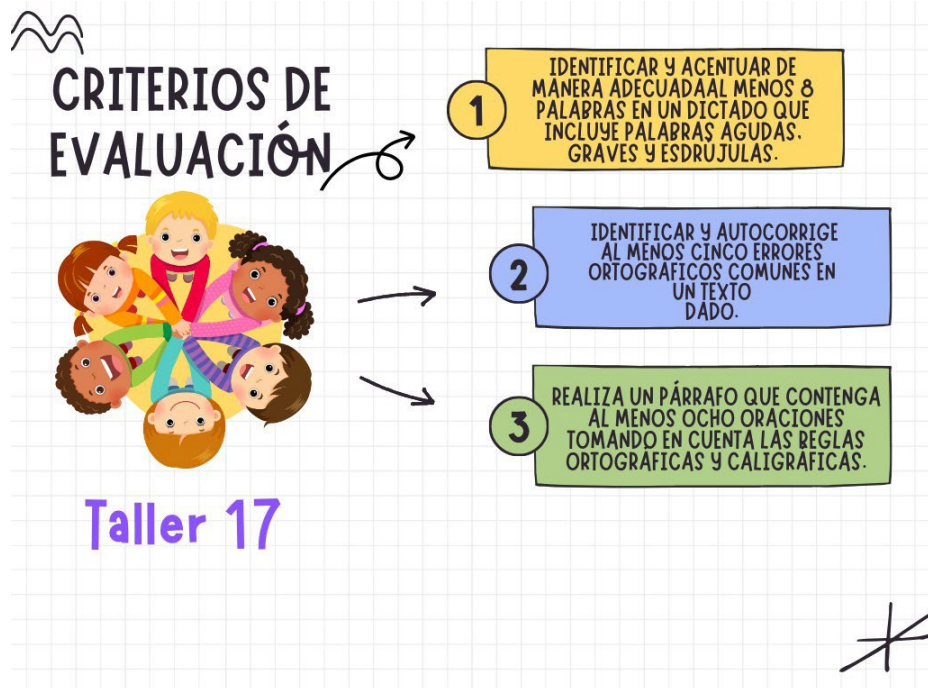 CRITERIOS DE
EVALUACIÓN
1
IDENTIFICAR Y ACENTUAR DE
MANERA ADECUADAAL MENOS 8
PALABRAS EN UN DICTADO QUE
INCLUYE PALABRAS AGUDAS,
GRAVES Y ESDRÚJULAS.
2
IDENTIFICAR Y AUTOCORRIGE
AL MENOS CINCO ERRORES
ORTOGRÁFICOS COMUNES EN
UN TEXTO
DADO.
3
REALIZA UN PÁRRAFO QUE CONTENGA
AL MENOS OCHO ORACIONES
TOMANDO EN CUENTA LAS REGLAS
ORTOGRÁFICAS Y CALIGRÁFICAS.
Taller 17